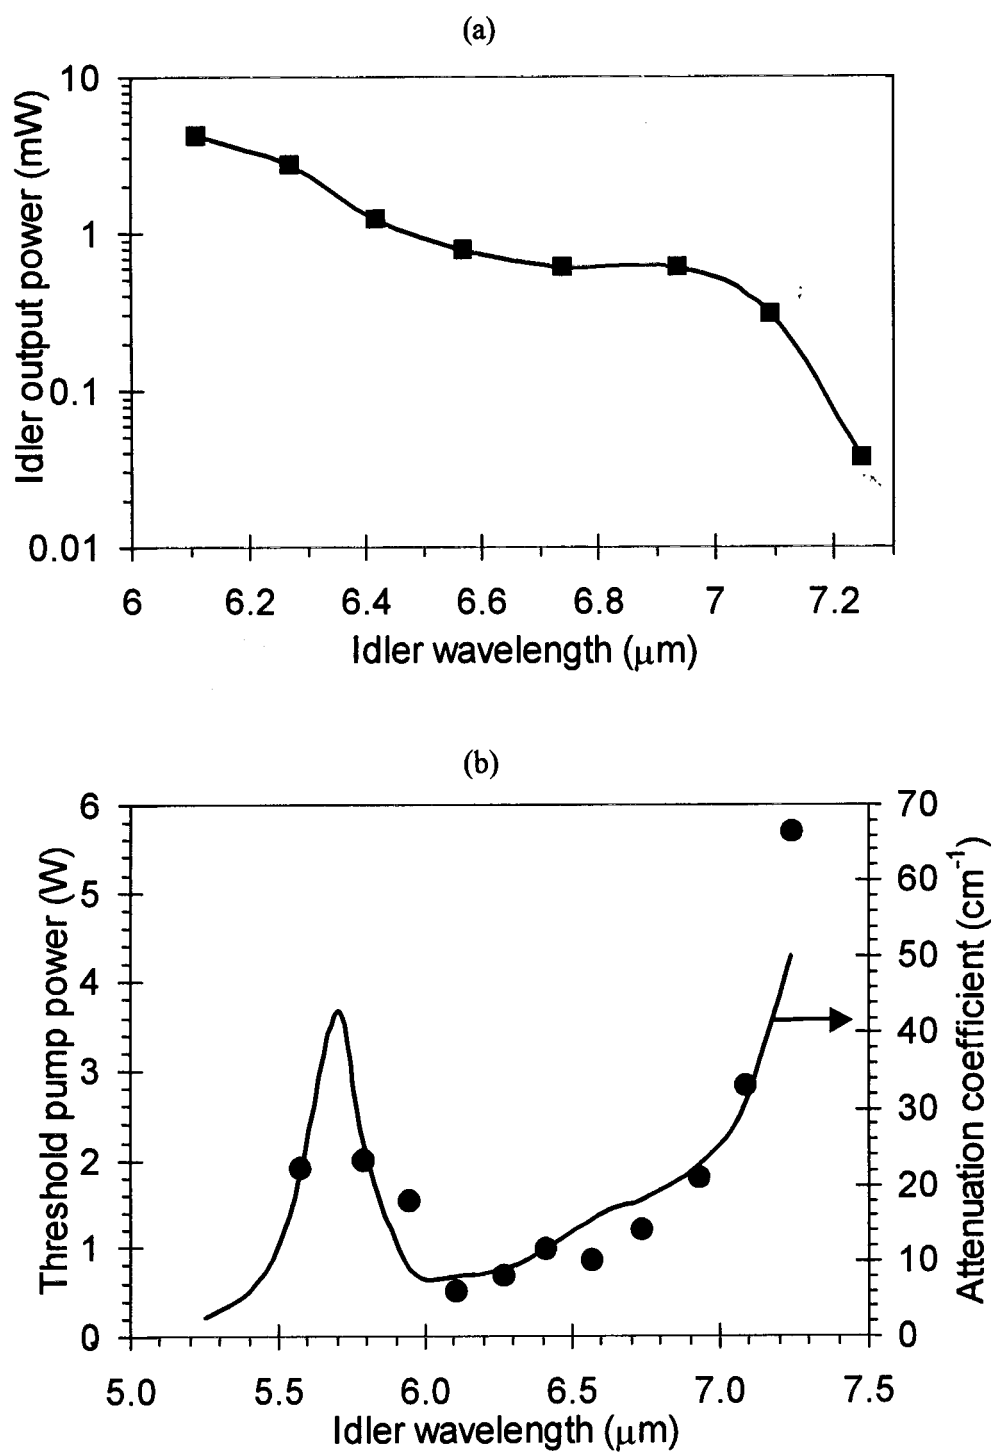 (a)
Idler output power (mW)
10
1
0.1
0.01
6 6.2 6.4 6.6 6.8 7 7.2
Idler wavelength (μm)
(b)
Threshold pump power (W)
6
5
4
3
2
1
0
70
60
50
40
30
20
10
0
Attenuation coefficient (cm⁻¹)
5.0 5.5 6.0 6.5 7.0 7.5
Idler wavelength (μm)